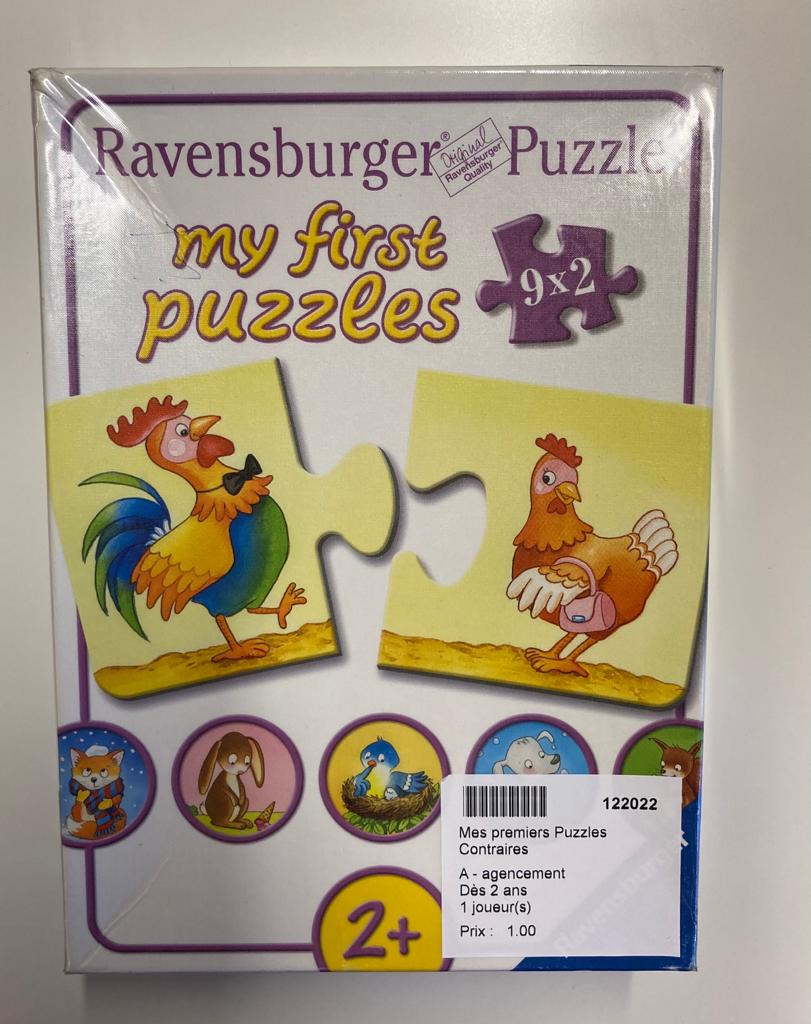 Ravensburger® Puzzle
Original
Ravensburger
Quality
my first
puzzles
9x2
122022
Mes premiers Puzzles
Contraires
A - agencement
Dès 2 ans
1 joueur(s)
Prix : 1.00
Ravensburger
2+